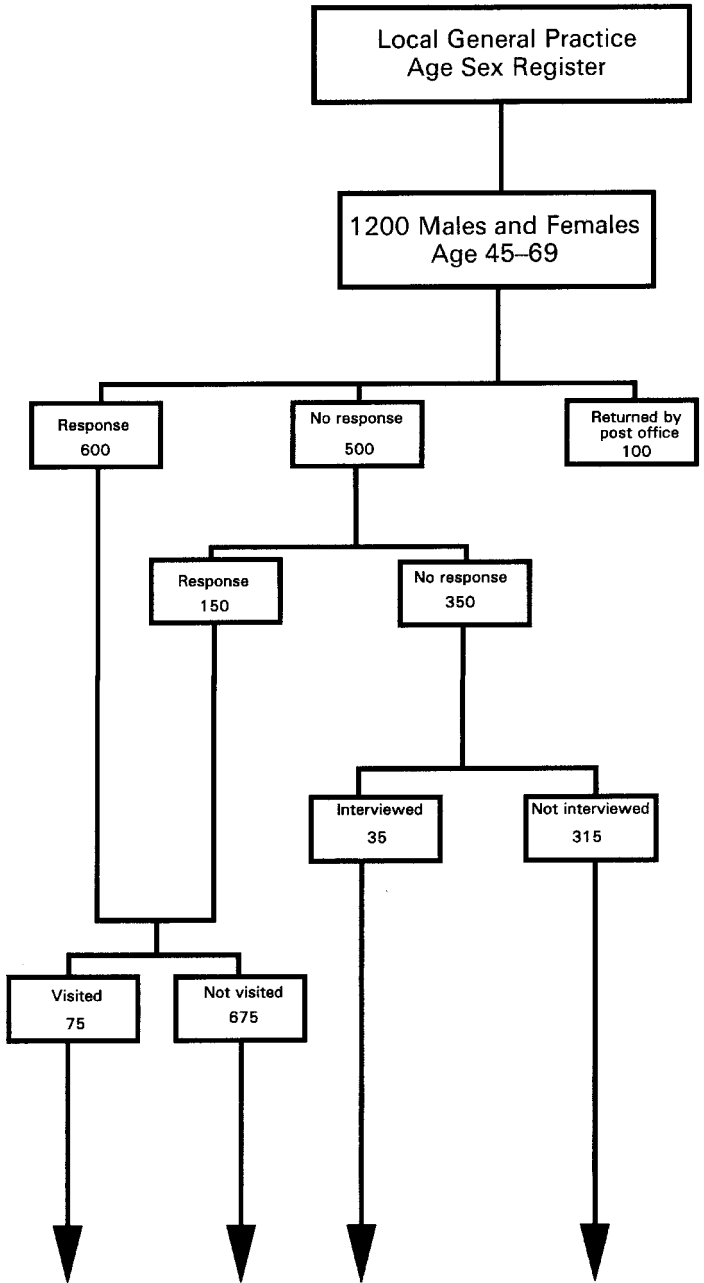 Local General Practice
Age Sex Register
1200 Males and Females
Age 45–69
Response
600
No response
500
Returned by
post office
100
Response
150
No response
350
Interviewed
35
Not interviewed
315
Visited
75
Not visited
675